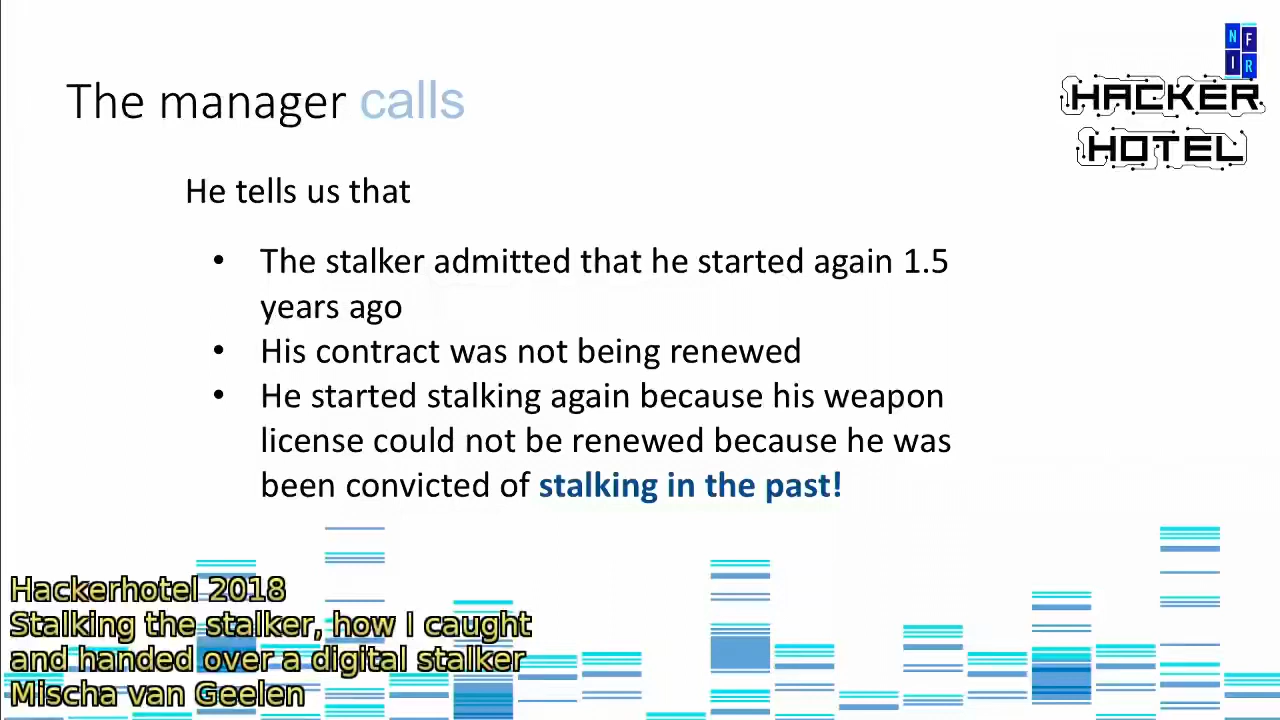 N F
I R
HACKER
HOTEL
The manager calls
He tells us that
• The stalker admitted that he started again 1.5
years ago
• His contract was not being renewed
• He started stalking again because his weapon
license could not be renewed because he was
been convicted of stalking in the past!
Hackerhotel 2018
Stalking the stalker, how I caught
and handed over a digital stalker
Mischa van Geelen